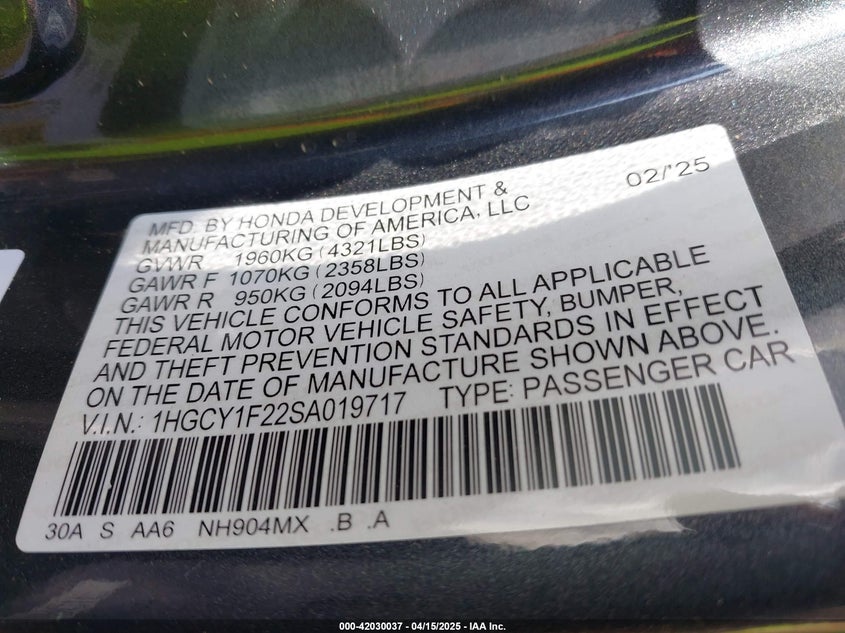 MFD. BY HONDA DEVELOPMENT & 02/'25
MANUFACTURING OF AMERICA, LLC
GVWR 1960KG (4321LBS)
GAWR F 1070KG (2358LBS)
GAWR R 950KG (2094LBS)
THIS VEHICLE CONFORMS TO ALL APPLICABLE
FEDERAL MOTOR VEHICLE SAFETY, BUMPER,
AND THEFT PREVENTION STANDARDS IN EFFECT
ON THE DATE OF MANUFACTURE SHOWN ABOVE.
V.I.N.: 1HGCY1F22SA019717 TYPE: PASSENGER CAR
30A S AA6 NH904MX .B .A
000-42030037 - 04/15/2025 - IAA Inc.